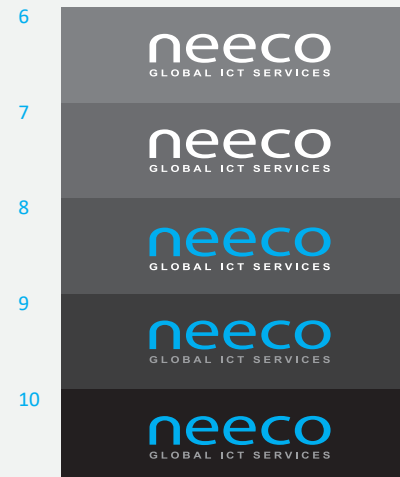 6
neeco
GLOBAL ICT SERVICES
7
neeco
GLOBAL ICT SERVICES
8
neeco
GLOBAL ICT SERVICES
9
neeco
GLOBAL ICT SERVICES
10
neeco
GLOBAL ICT SERVICES